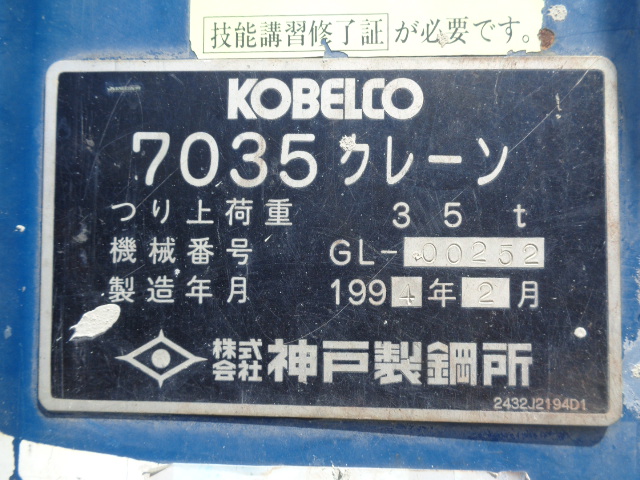 技能講習修了証 が必要です。
KOBELCO
7035クレーン
つり上荷重 35t
機械番号 GL-00252
製造年月 1994年2月
株式会社 神戸製鋼所
2432J2194D1